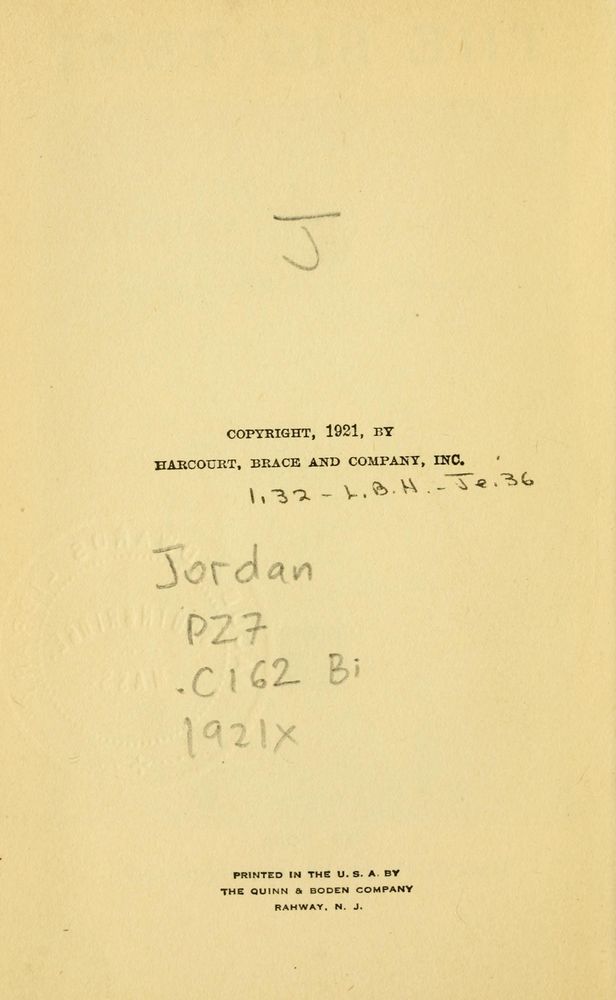 J
COPYRIGHT, 1921, BY
HARCOURT, BRACE AND COMPANY, INC.
1.32 - L.B.H. - Je. 36
Jordan
PZ7
.C162 Bi
1921x
PRINTED IN THE U. S. A. BY
THE QUINN & BODEN COMPANY
RAHWAY, N. J.